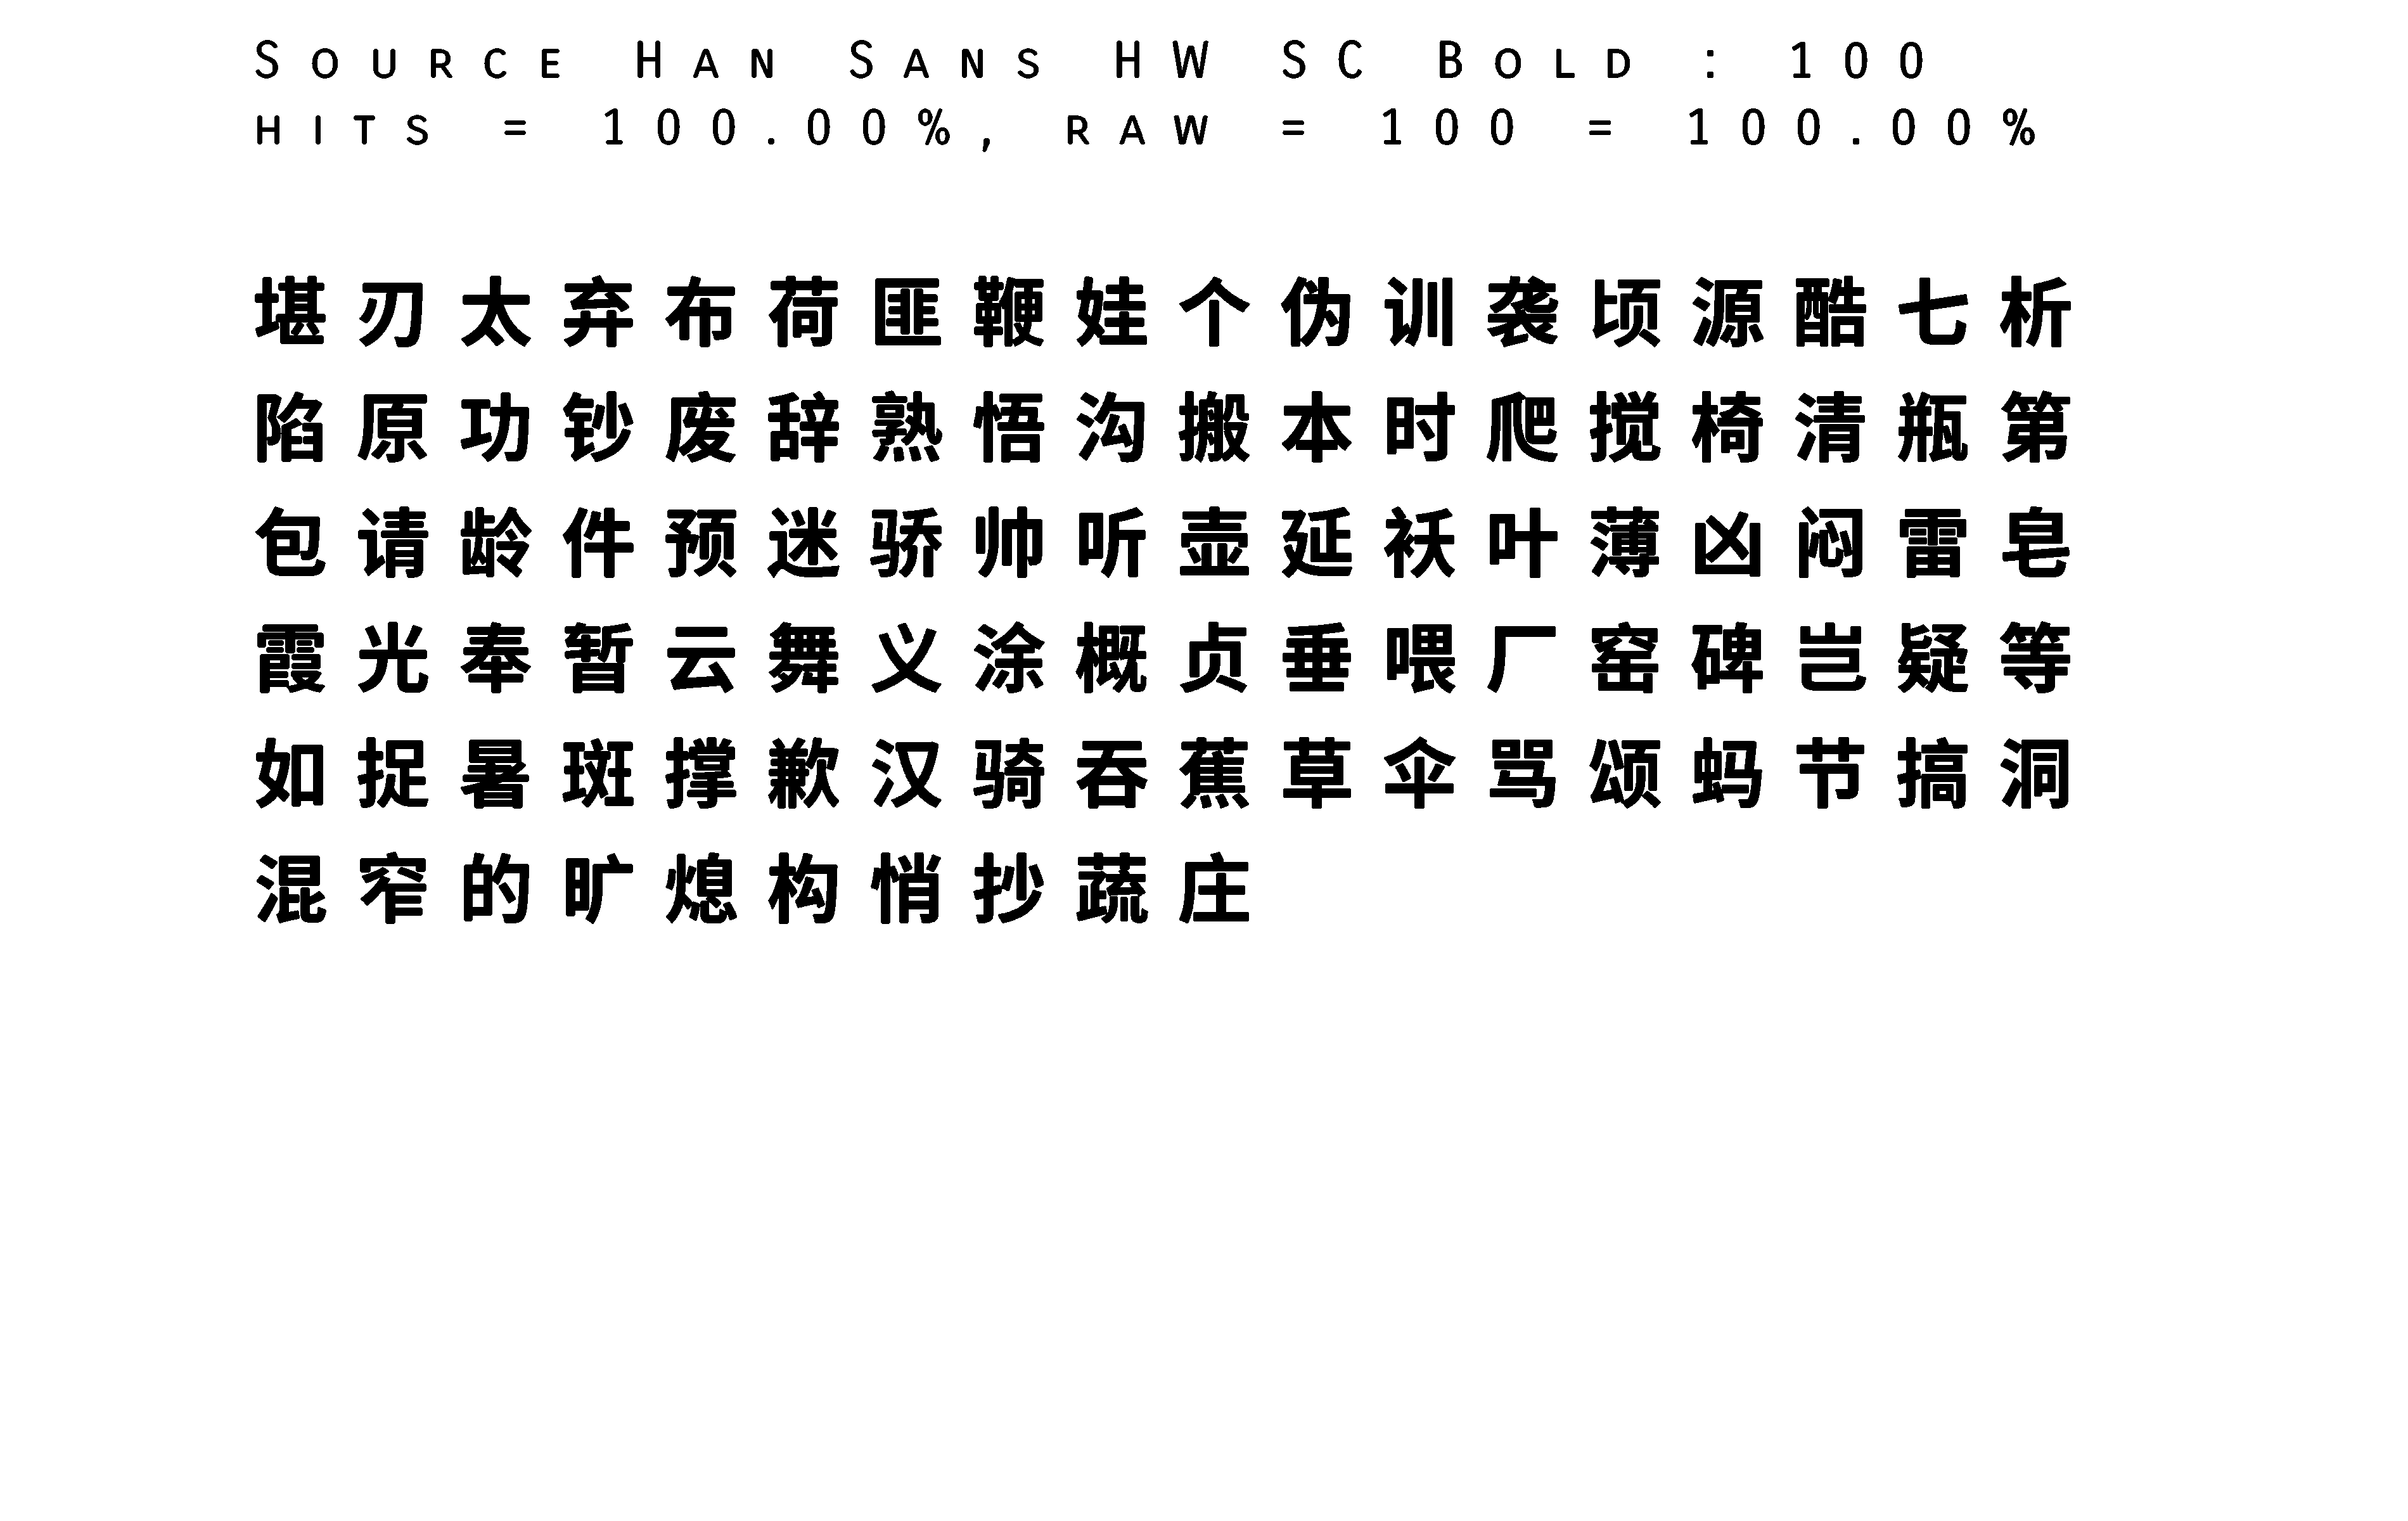 Source Han Sans HW SC Bold : 100
hits = 100.00%, raw = 100 = 100.00%
堪刃太弃布荷匪鞭娃个伪训袭顷源酷七析
陷原功钞废辞熟悟沟搬本时爬搅椅清瓶第
包请龄件预迷骄帅听壶延袄叶薄凶闷雷皂
霞光奉暂云舞义涂概贞垂喂厂窑碑岂疑等
如捉暑斑撑歉汉骑吞蕉草伞骂颂蚂节搞洞
混窄的旷熄构悄抄蔬庄